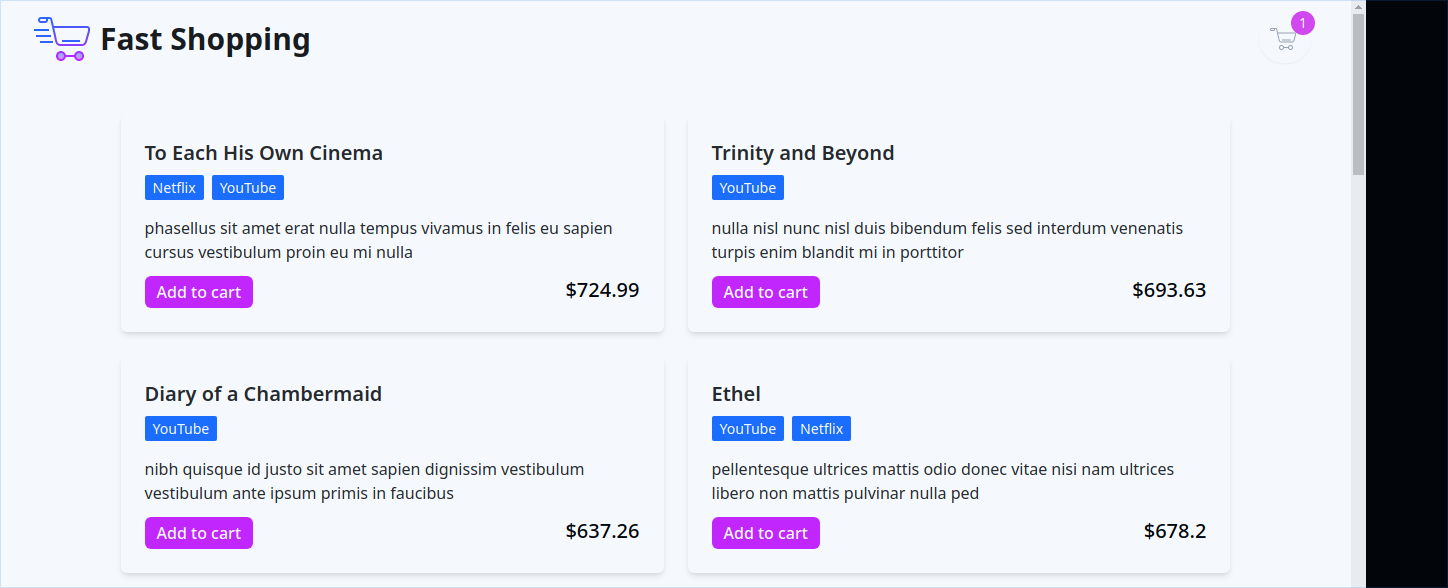 Fast Shopping
1
To Each His Own Cinema
Netflix YouTube
phasellus sit amet erat nulla tempus vivamus in felis eu sapien
cursus vestibulum proin eu mi nulla
Add to cart $724.99
Trinity and Beyond
YouTube
nulla nisl nunc nisl duis bibendum felis sed interdum venenatis
turpis enim blandit mi in porttitor
Add to cart $693.63
Diary of a Chambermaid
YouTube
nibh quisque id justo sit amet sapien dignissim vestibulum
vestibulum ante ipsum primis in faucibus
Add to cart $637.26
Ethel
YouTube Netflix
pellentesque ultrices mattis odio donec vitae nisi nam ultrices
libero non mattis pulvinar nulla ped
Add to cart $678.2